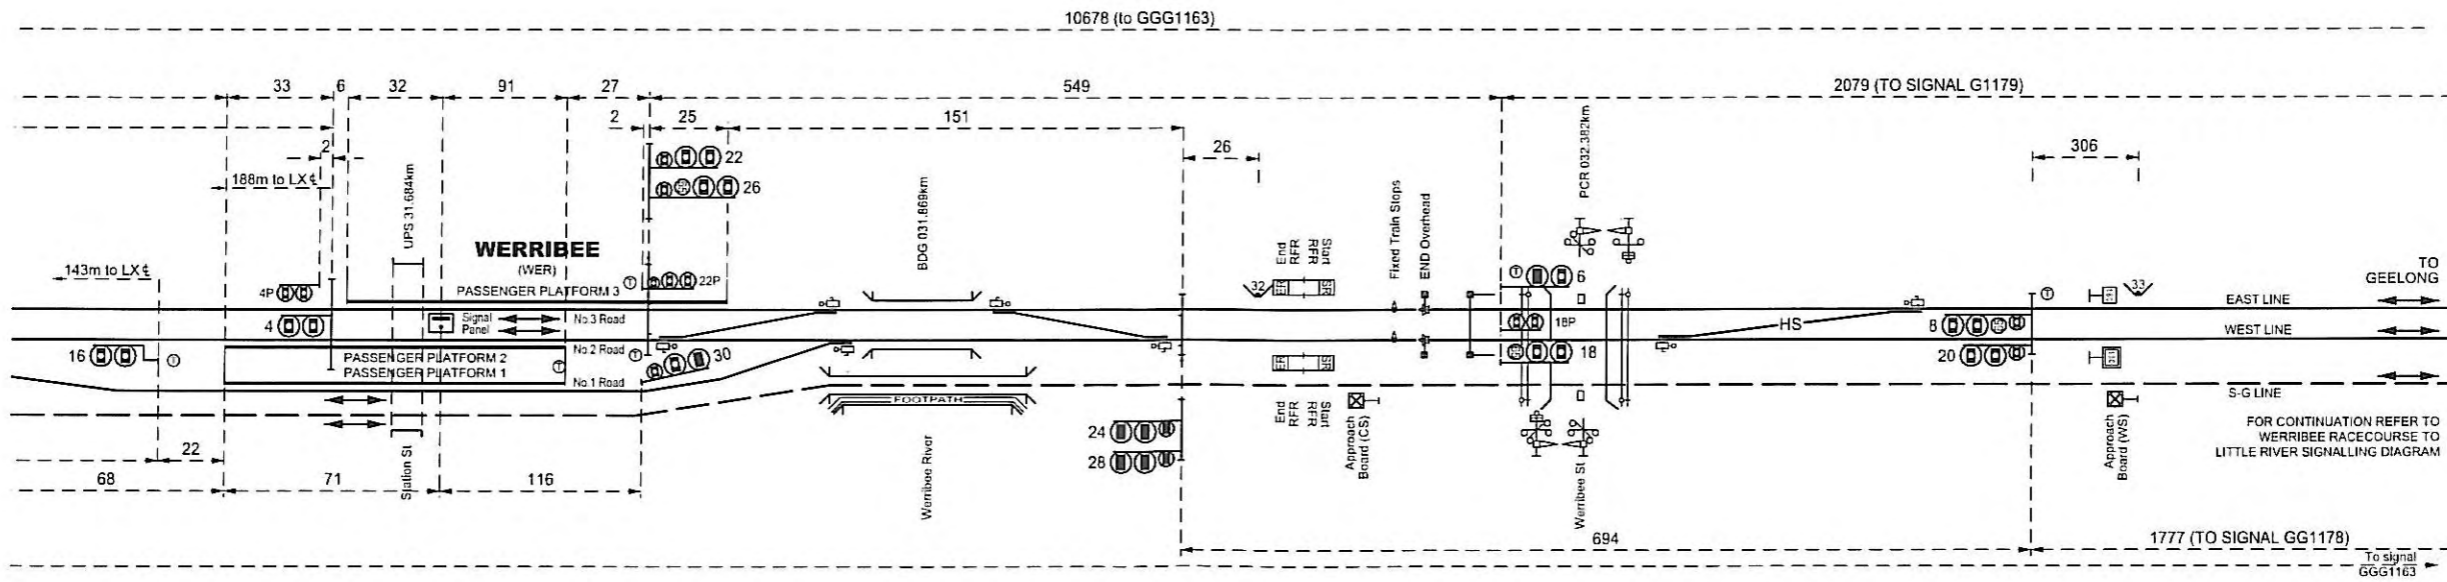 10678 (to GGG1163)
33
6
32
91
27
549
2079 (TO SIGNAL G1179)
2
25
151
2
26
306
188m to LX ℄
143m to LX ℄
UPS 31.684km
BDG 031.869km
PCR 032.382km
22
26
22P
WERRIBEE
(WER)
PASSENGER PLATFORM 3
4P
4
16
Signal
Panel
No.3 Road
No.2 Road
No.1 Road
PASSENGER PLATFORM 2
PASSENGER PLATFORM 1
T
T
T
T
30
End
RFR
RFR
Start
ER
SR
32
Fixed Train Stops
END Overhead
T
6
18P
18
HS
8
20
T
33
TO
GEELONG
EAST LINE
WEST LINE
S-G LINE
ER
SR
End
RFR
RFR
Start
FOOTPATH
24
28
Approach
Board (CS)
Approach
Board (WS)
FOR CONTINUATION REFER TO
WERRIBEE RACECOURSE TO
LITTLE RIVER SIGNALLING DIAGRAM
22
68
71
116
Station St
Werribee River
Werribee St
694
1777 (TO SIGNAL GG1178)
To signal
GGG1163